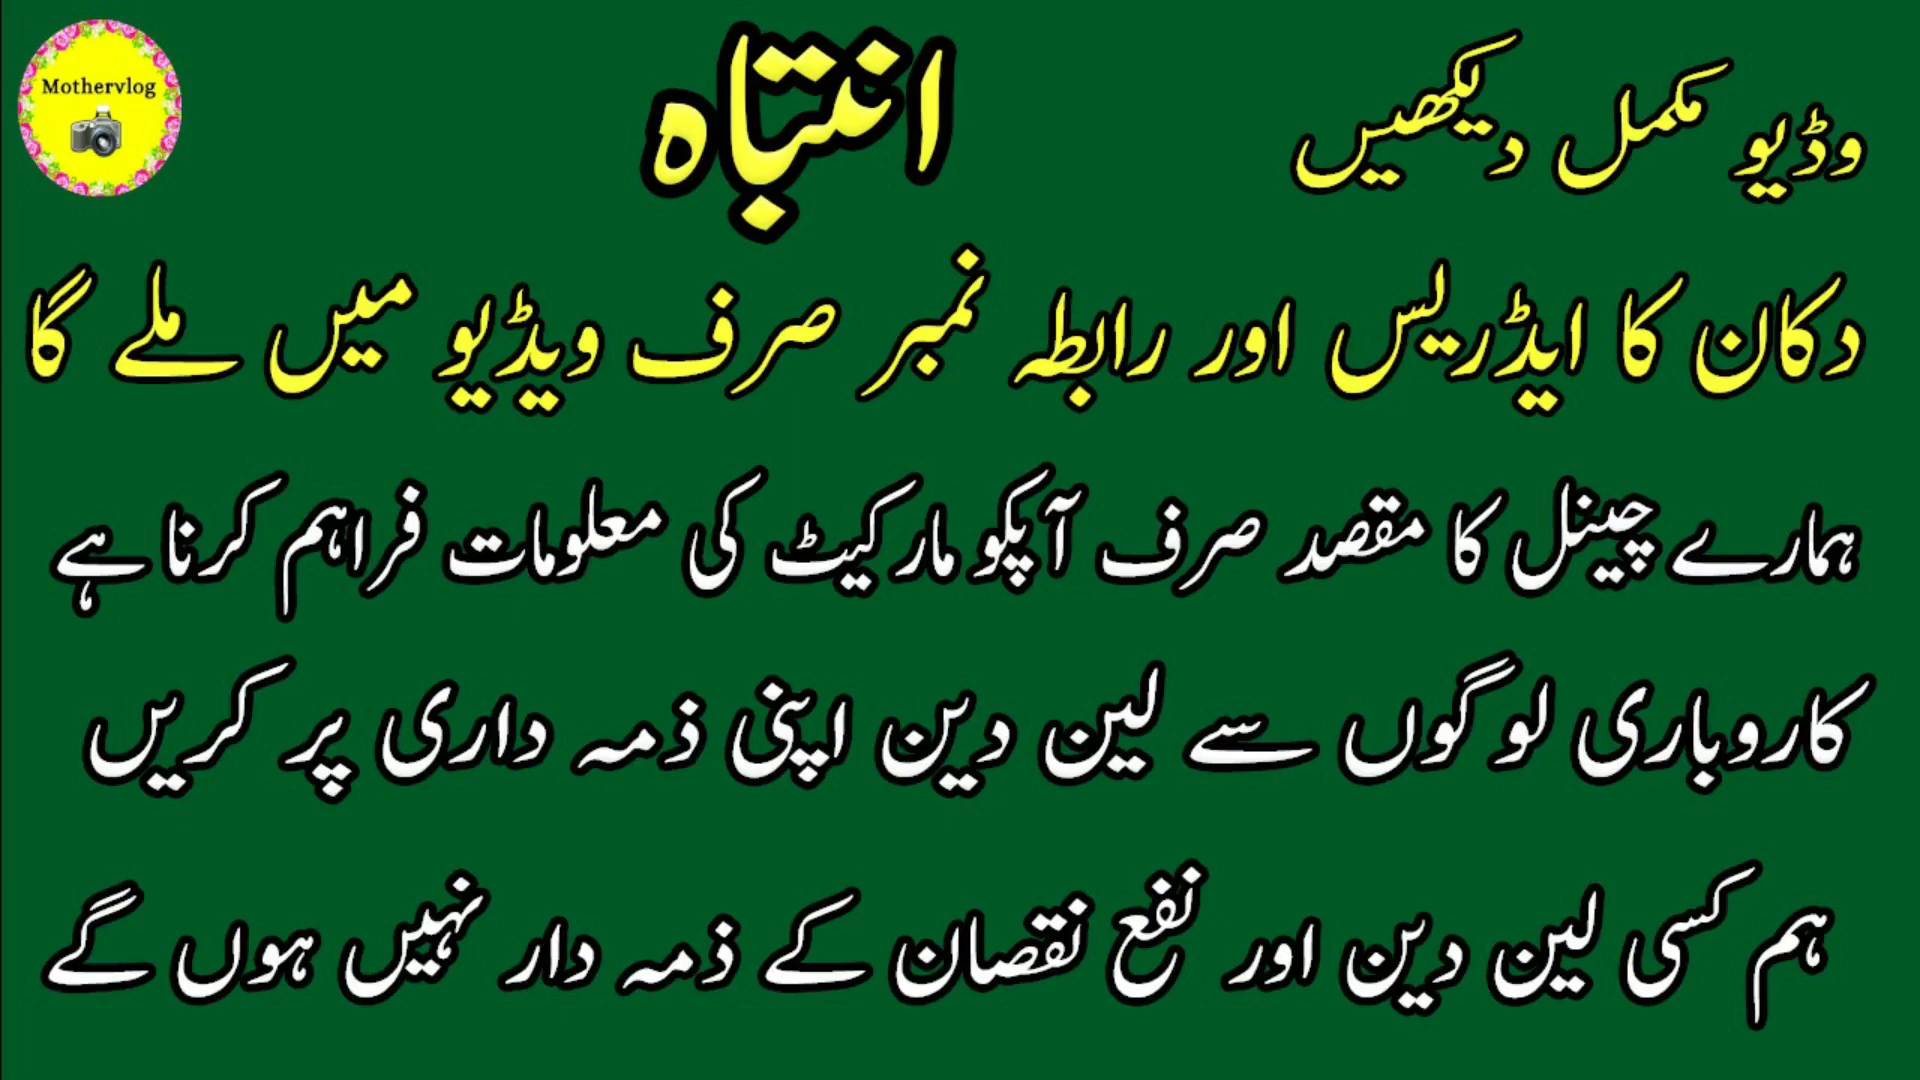 Mothervlog
وڈیو مکمل دیکھیں
انتباہ
دکان کا ایڈریس اور رابطہ نمبر صرف ویڈیو میں ملے گا
ہمارے چینل کا مقصد صرف آپکو مارکیٹ کی معلومات فراہم کرنا ہے
کاروباری لوگوں سے لین دین اپنی ذمہ داری پر کریں
ہم کسی لین دین اور نفع نقصان کے ذمہ دار نہیں ہوں گے